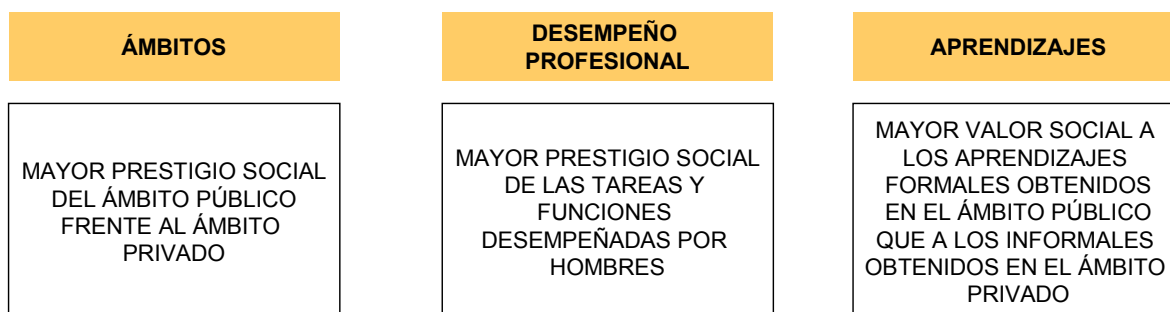 ÁMBITOS
MAYOR PRESTIGIO SOCIAL
DEL ÁMBITO PÚBLICO
FRENTE AL ÁMBITO
PRIVADO
DESEMPEÑO
PROFESIONAL
MAYOR PRESTIGIO SOCIAL
DE LAS TAREAS Y
FUNCIONES
DESEMPEÑADAS POR
HOMBRES
APRENDIZAJES
MAYOR VALOR SOCIAL A
LOS APRENDIZAJES
FORMALES OBTENIDOS
EN EL ÁMBITO PÚBLICO
QUE A LOS INFORMALES
OBTENIDOS EN EL ÁMBITO
PRIVADO